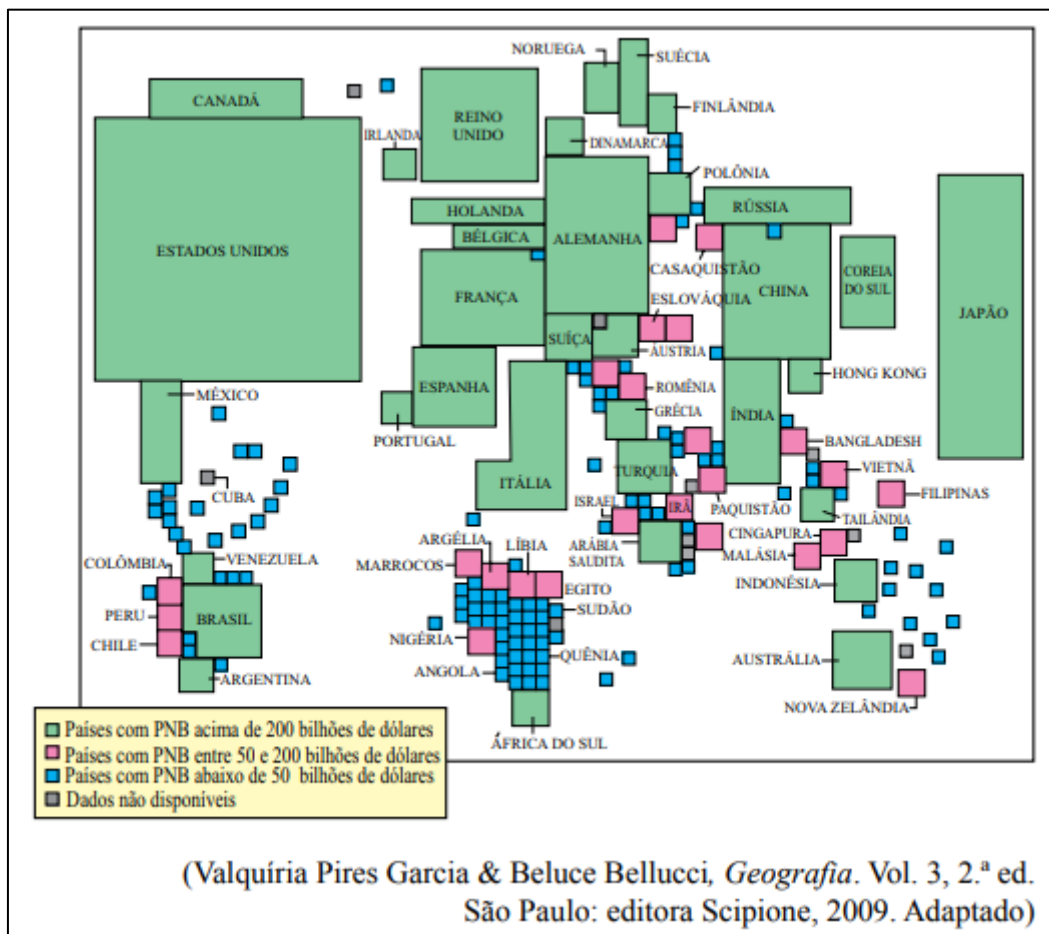 NORUEGA
SUÉCIA
CANADÁ
REINO
UNIDO
FINLÂNDIA
IRLANDA
DINAMARCA
POLÔNIA
RÚSSIA
HOLANDA
BÉLGICA
ALEMANHA
ESTADOS UNIDOS
CASAQUISTÃO
COREIA
DO SUL
FRANÇA
ESLOVÁQUIA
CHINA
JAPÃO
SUÍÇA
ÁUSTRIA
HONG KONG
MÉXICO
ESPANHA
ROMÊNIA
GRÉCIA
ÍNDIA
PORTUGAL
BANGLADESH
TURQUIA
VIETNÃ
CUBA
ITÁLIA
PAQUISTÃO
FILIPINAS
ISRAEL
IRÃ
TAILÂNDIA
ARGÉLIA
LÍBIA
ARÁBIA
SAUDITA
CINGAPURA
MARROCOS
MALÁSIA
COLÔMBIA
VENEZUELA
EGITO
INDONÉSIA
PERU
BRASIL
SUDÃO
CHILE
NIGÉRIA
QUÊNIA
ANGOLA
AUSTRÁLIA
ARGENTINA
NOVA ZELÂNDIA
ÁFRICA DO SUL
Países com PNB acima de 200 bilhões de dólares
Países com PNB entre 50 e 200 bilhões de dólares
Países com PNB abaixo de 50 bilhões de dólares
Dados não disponíveis
(Valquíria Pires Garcia & Beluce Bellucci, Geografia. Vol. 3, 2.ª ed.
São Paulo: editora Scipione, 2009. Adaptado)